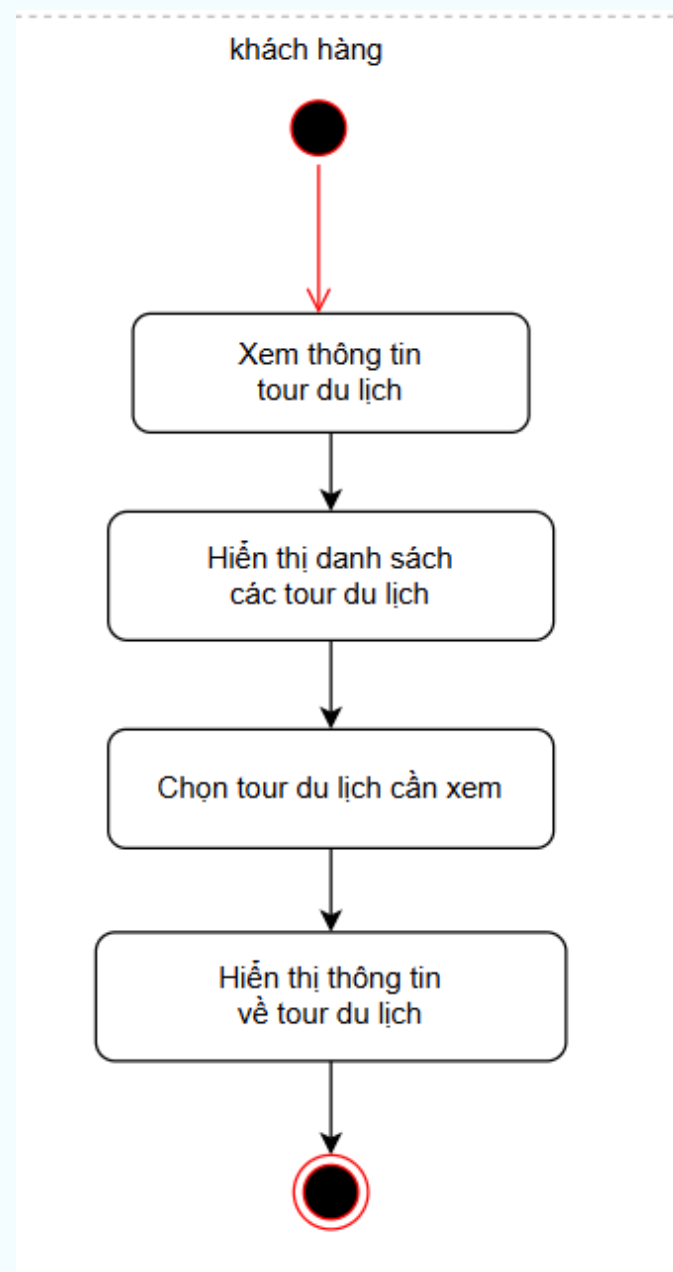 khách hàng
Xem thông tin
tour du lịch
Hiển thị danh sách
các tour du lịch
Chọn tour du lịch cần xem
Hiển thị thông tin
về tour du lịch